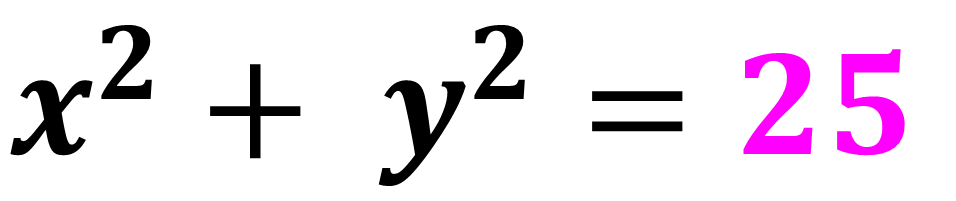 x² + y² = 25